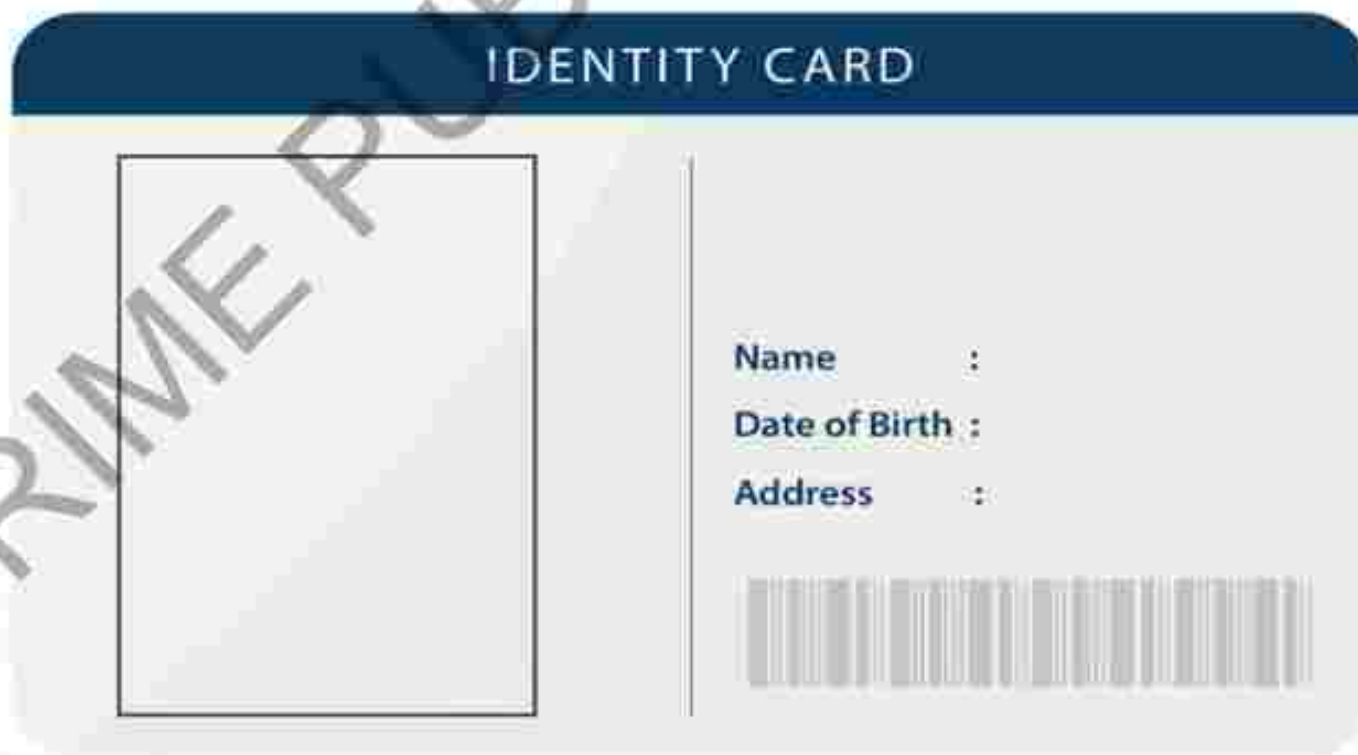 IDENTITY CARD
Name :
Date of Birth :
Address :